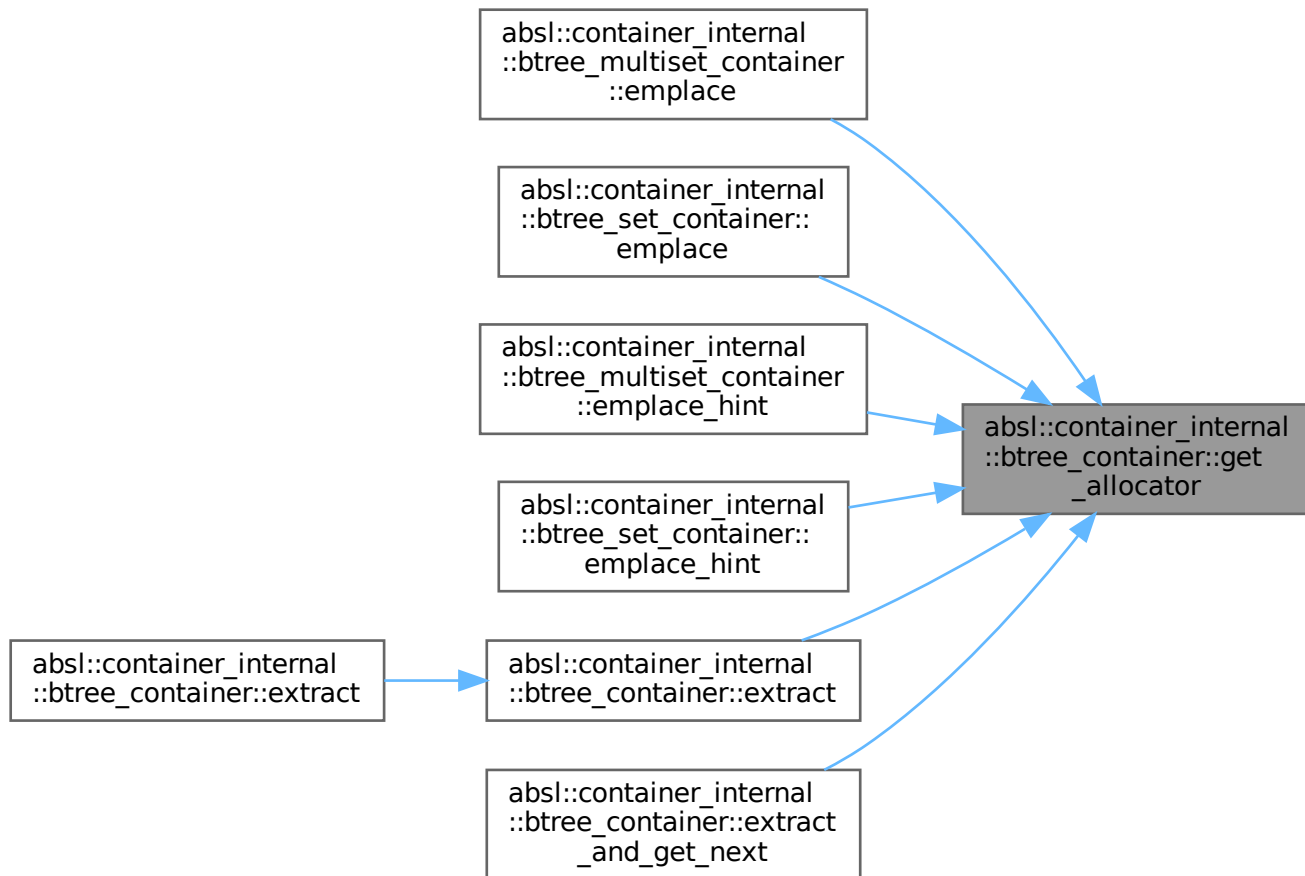 absl::container_internal
::btree_multiset_container
::emplace
absl::container_internal
::btree_set_container::
emplace
absl::container_internal
::btree_multiset_container
::emplace_hint
absl::container_internal
::btree_container::get
_allocator
absl::container_internal
::btree_set_container::
emplace_hint
absl::container_internal
::btree_container::extract
absl::container_internal
::btree_container::extract
absl::container_internal
::btree_container::extract
_and_get_next